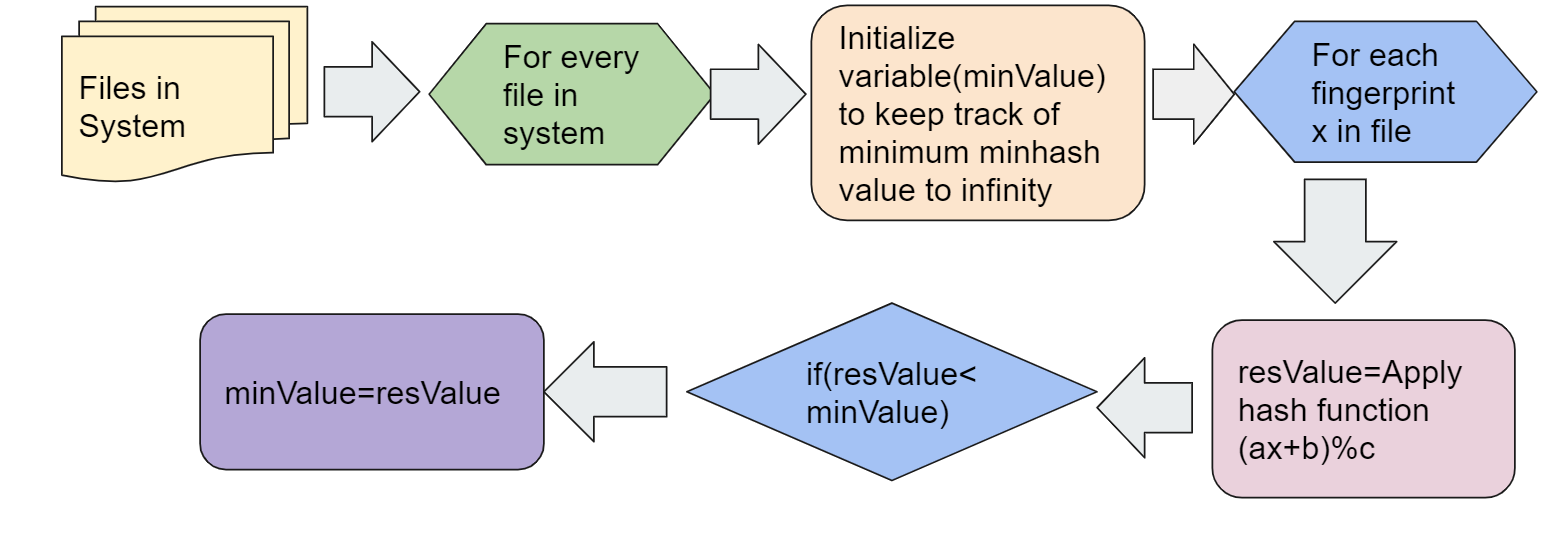 Files in
System
For every
file in
system
Initialize
variable(minValue)
to keep track of
minimum minhash
value to infinity
For each
fingerprint
x in file
resValue=Apply
hash function
(ax+b)%c
if(resValue<
minValue)
minValue=resValue